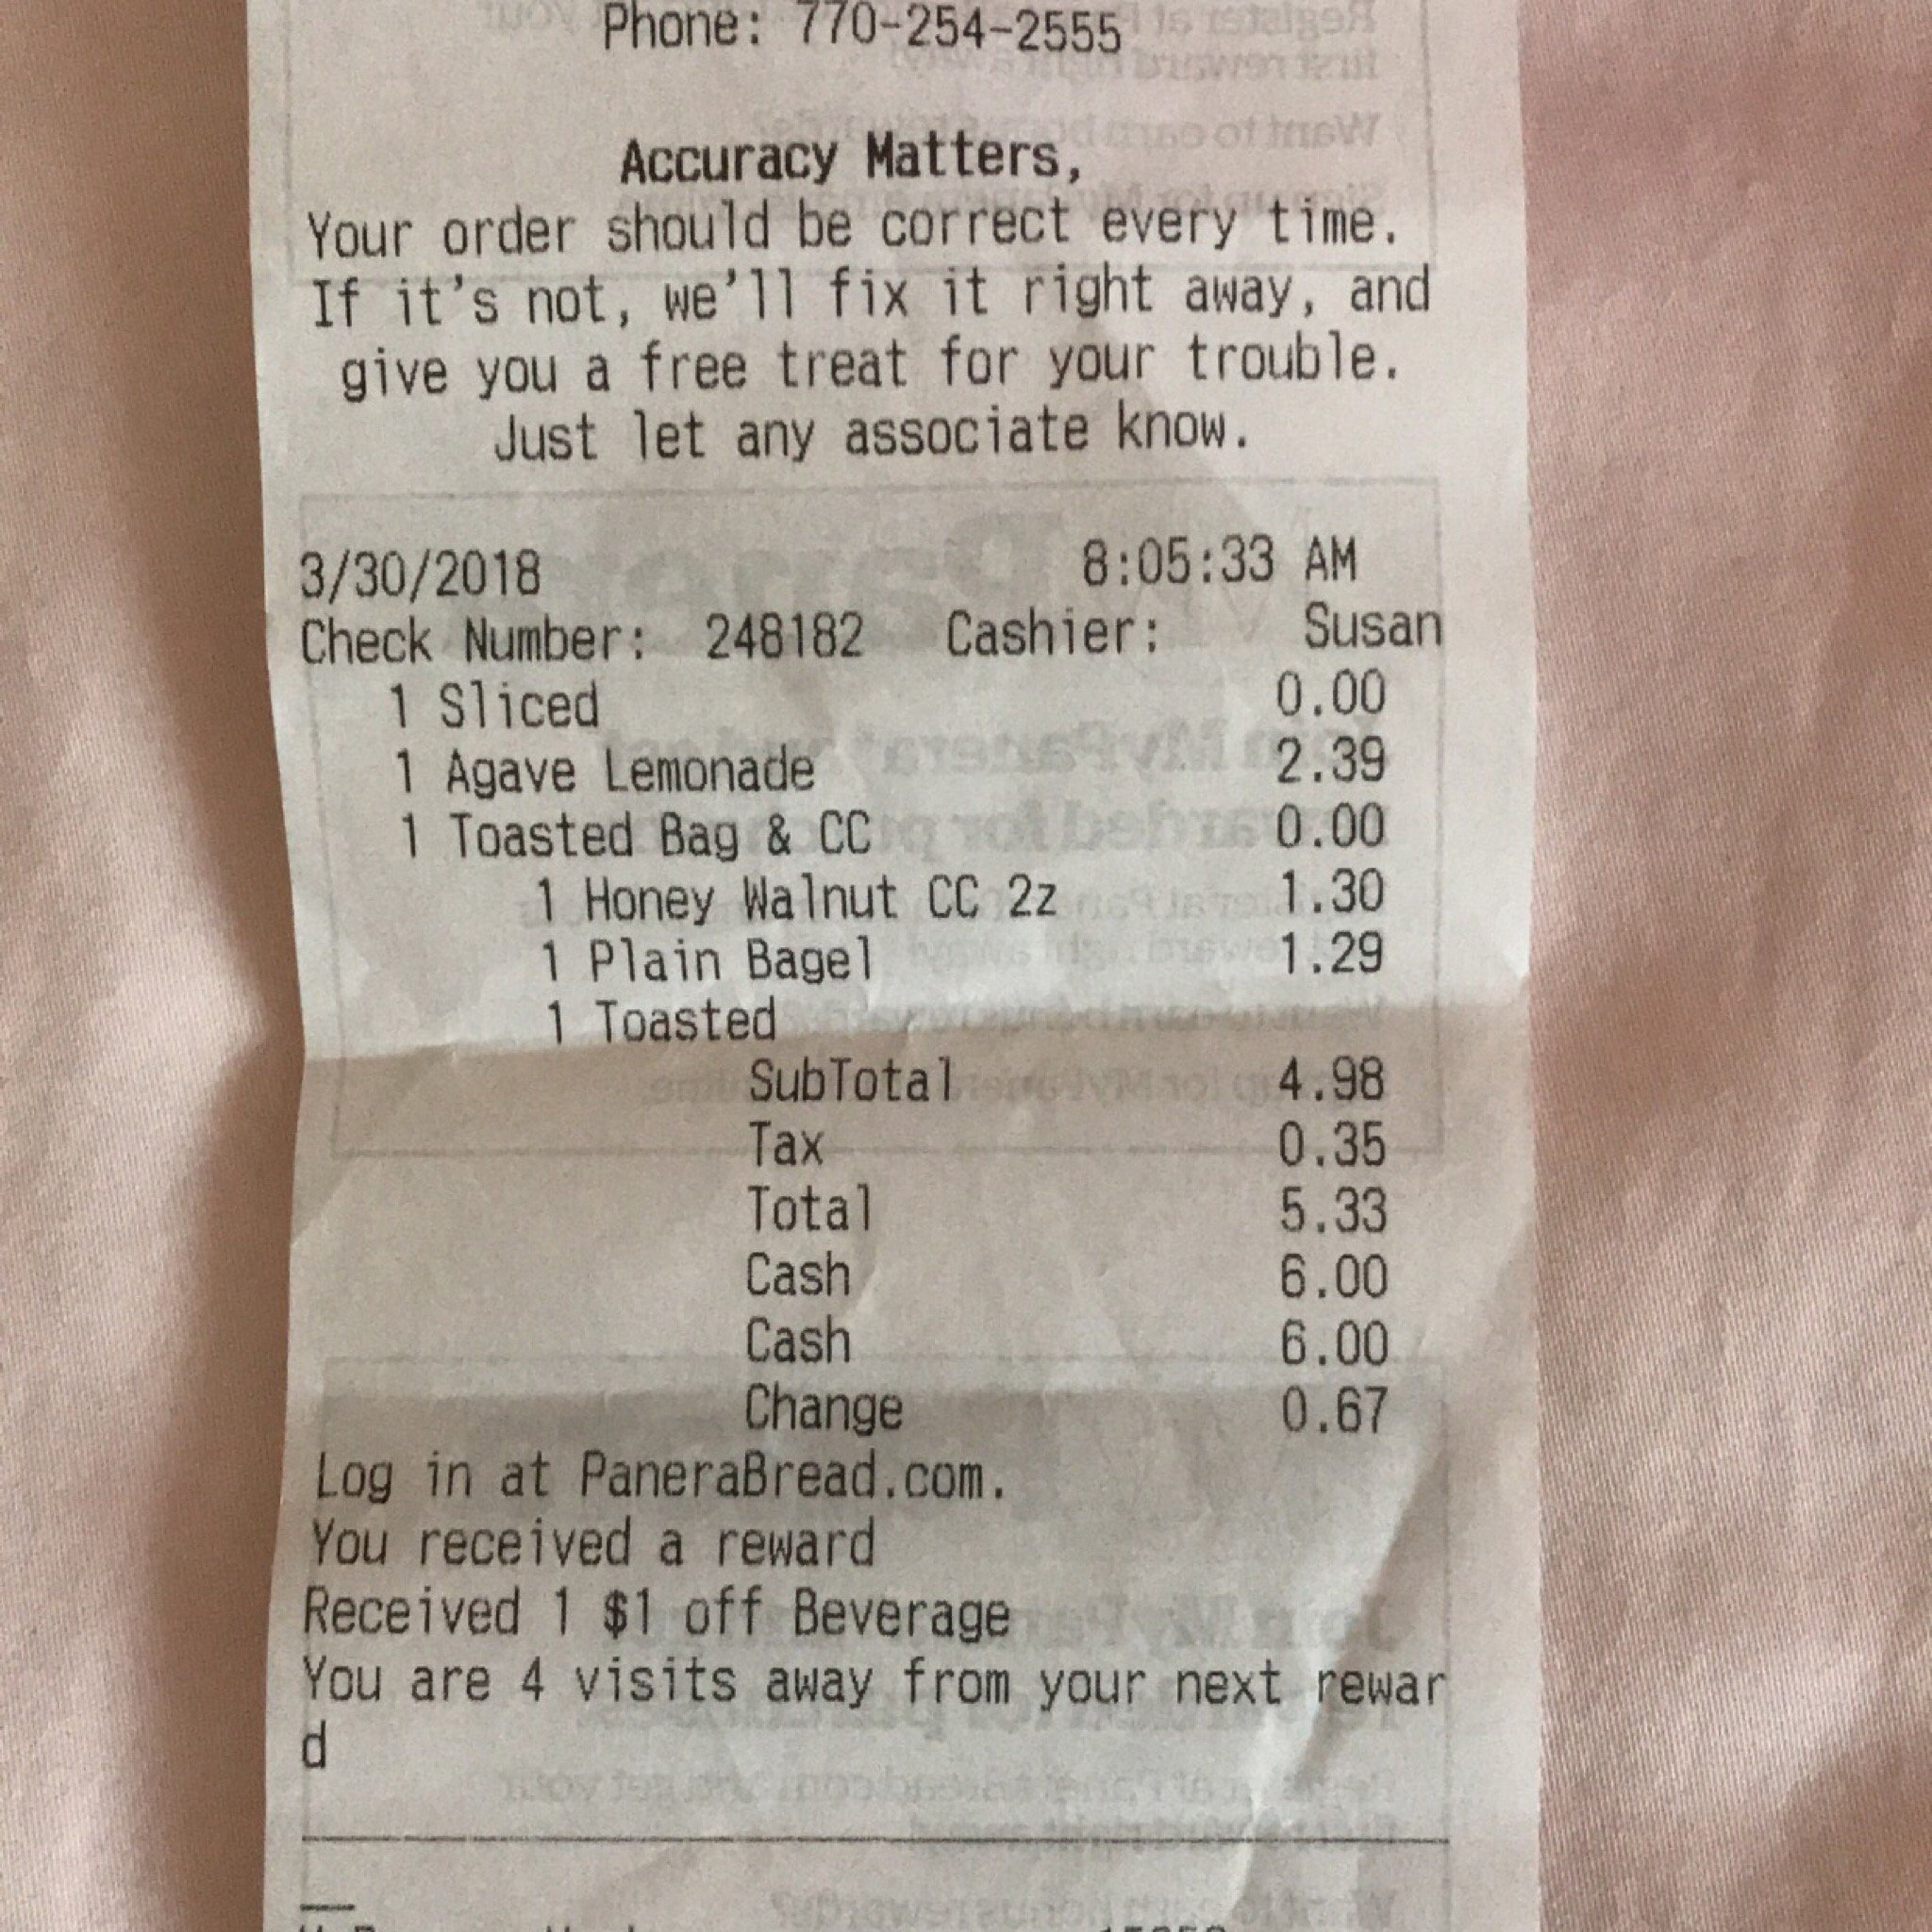 Phone: 770-254-2555
Accuracy Matters,
Your order should be correct every time.
If it's not, we'll fix it right away, and
give you a free treat for your trouble.
Just let any associate know.
3/30/2018 8:05:33 AM
Check Number: 248182 Cashier: Susan
1 Sliced 0.00
1 Agave Lemonade 2.39
1 Toasted Bag & CC 0.00
1 Honey Walnut CC 2z 1.30
1 Plain Bagel 1.29
1 Toasted
SubTotal 4.98
Tax 0.35
Total 5.33
Cash 6.00
Cash 6.00
Change 0.67
Log in at PaneraBread.com.
You received a reward
Received 1 $1 off Beverage
You are 4 visits away from your next rewar
d